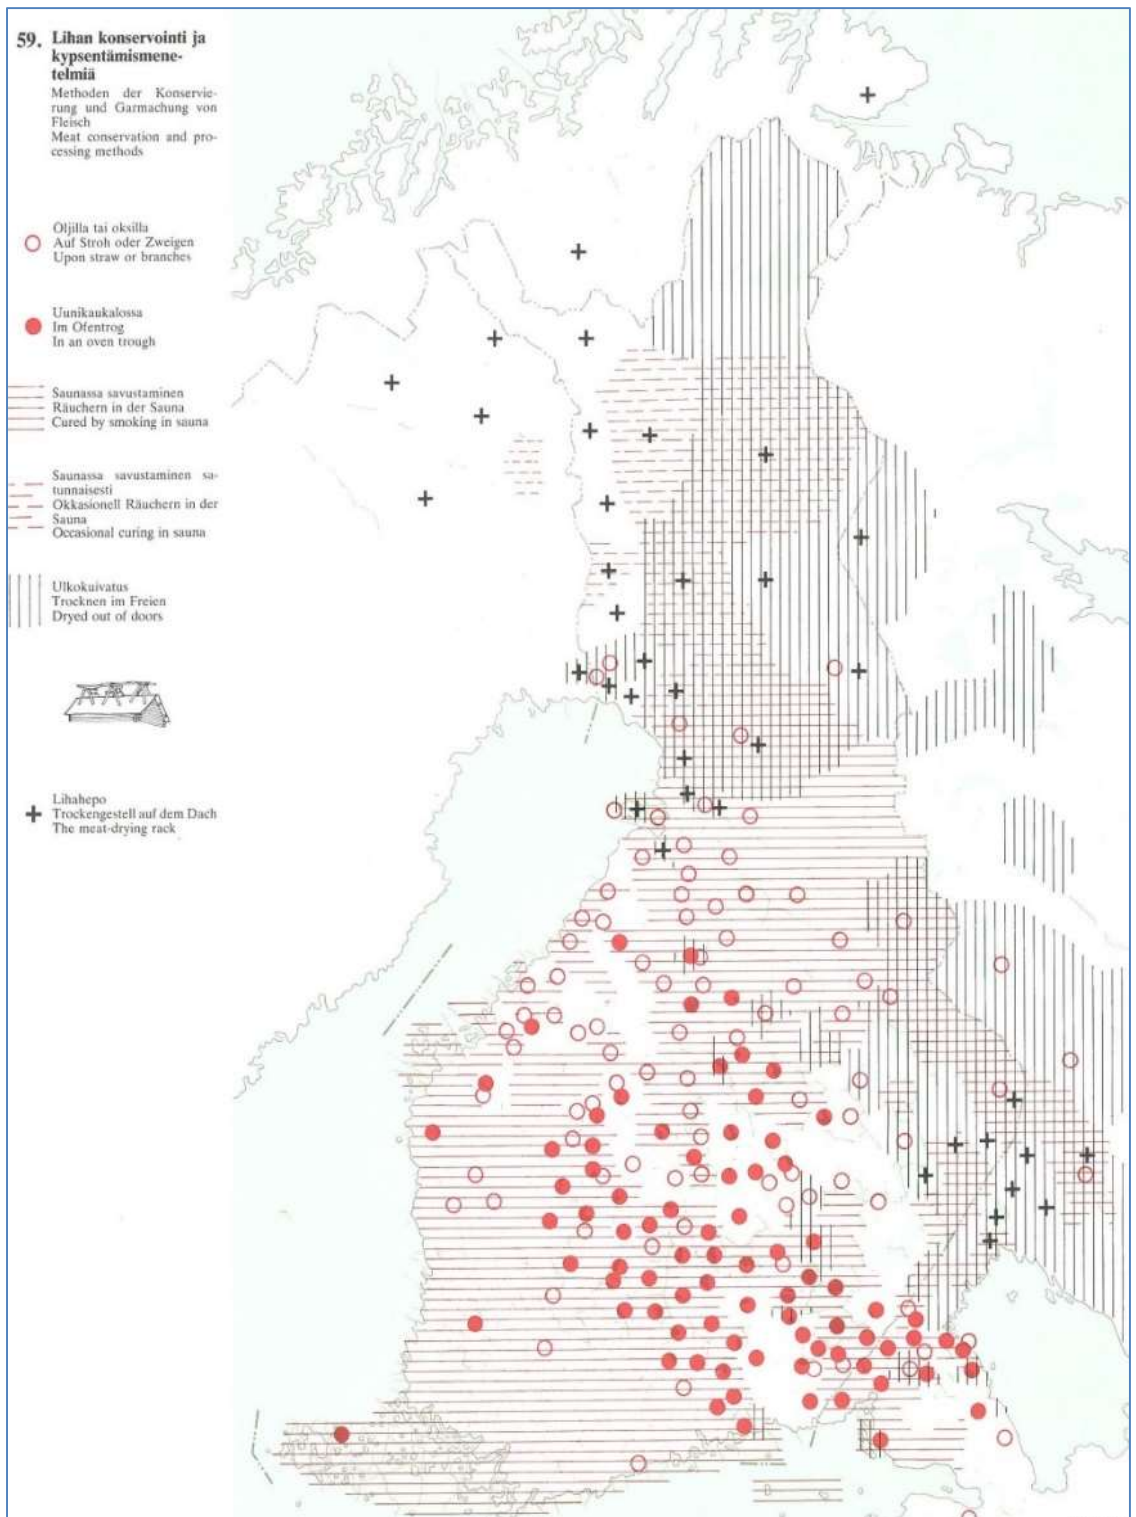 59. Lihan konservointi ja
kypsentämismene-
telmiä
Methoden der Konservie-
rung und Garmachung von
Fleisch
Meat conservation and pro-
cessing methods
Oljilla tai oksilla
Auf Stroh oder Zweigen
Upon straw or branches
Uunikaukalossa
Im Ofentrog
In an oven trough
Saunassa savustaminen
Räuchern in der Sauna
Cured by smoking in sauna
Saunassa savustaminen sa-
tunnaisesti
Okkasionell Räuchern in der
Sauna
Occasional curing in sauna
Ulkokuivatus
Trocknen im Freien
Dryed out of doors
Lihahepo
Trockengestell auf dem Dach
The meat-drying rack